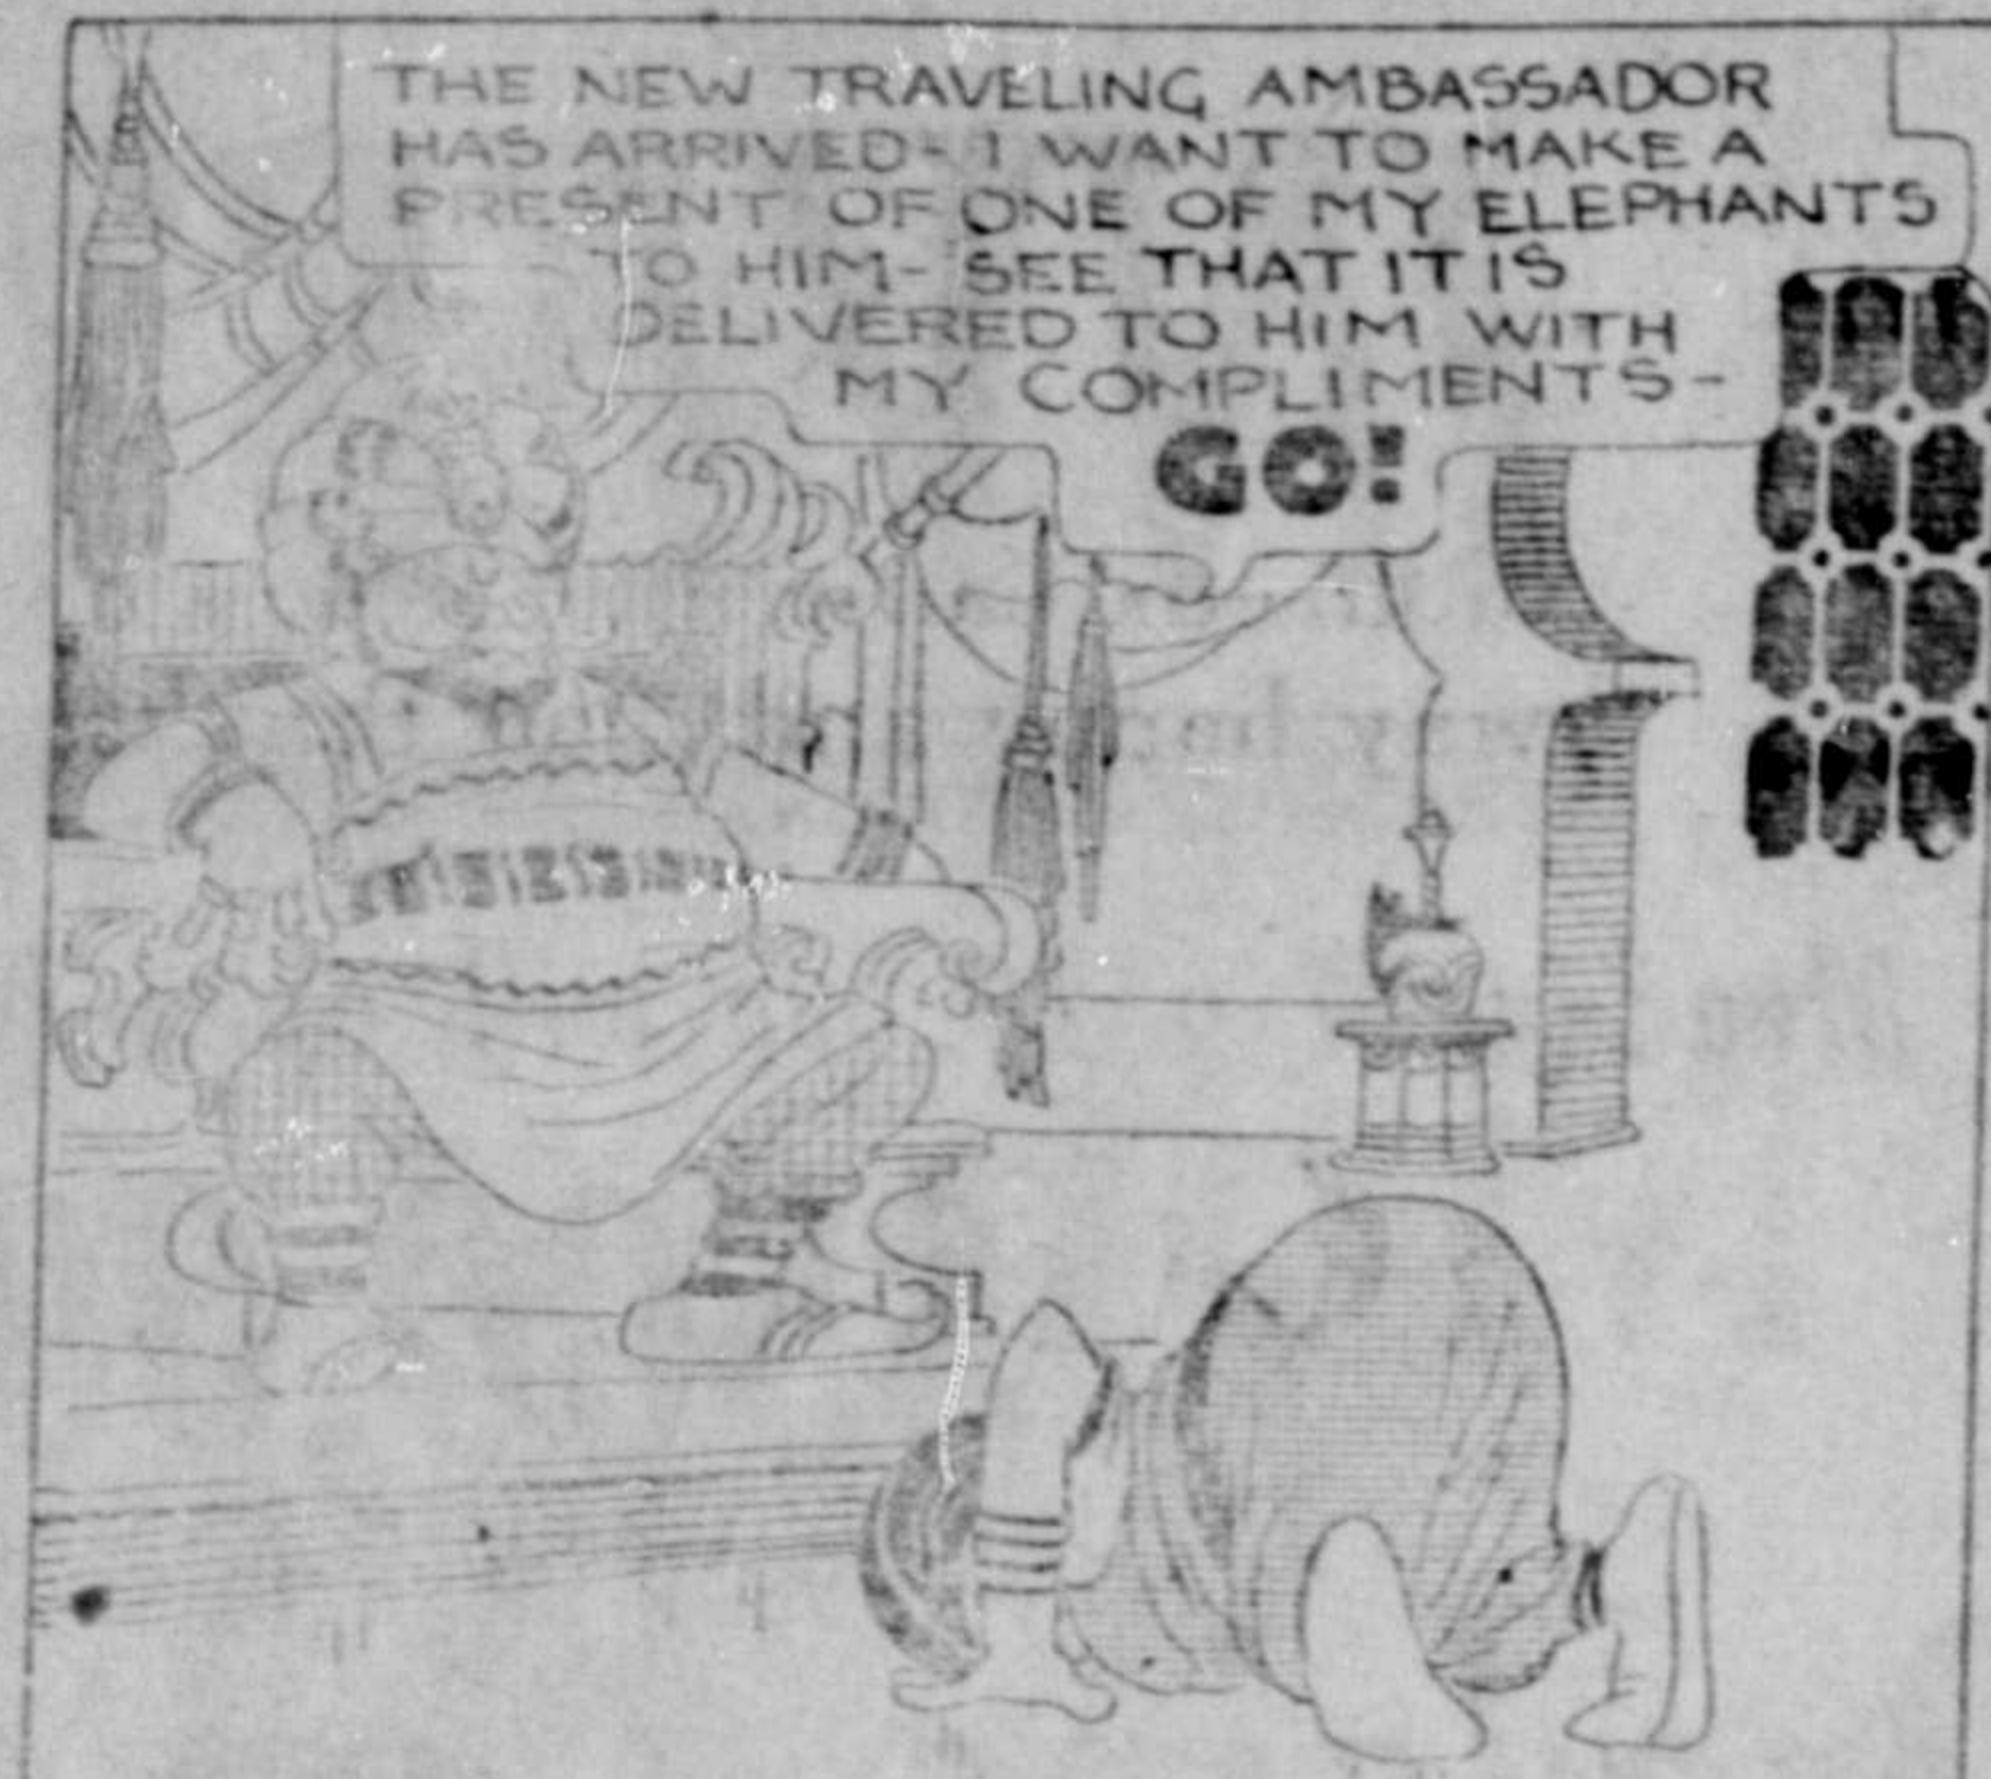 THE NEW TRAVELING AMBASSADOR
HAS ARRIVED - I WANT TO MAKE A
PRESENT OF ONE OF MY ELEPHANTS
TO HIM - SEE THAT IT IS
DELIVERED TO HIM WITH
MY COMPLIMENTS -
GO!